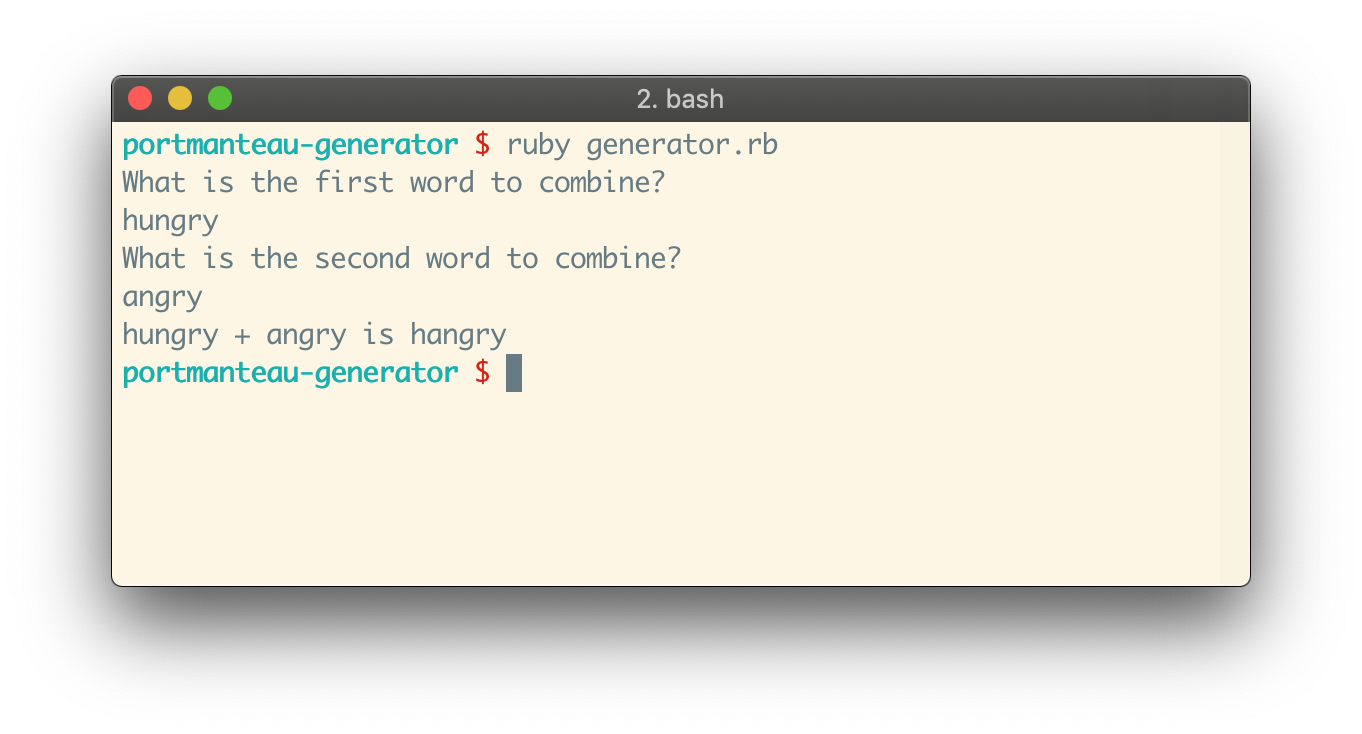 2. bash
portmanteau-generator $ ruby generator.rb
What is the first word to combine?
hungry
What is the second word to combine?
angry
hungry + angry is hangry
portmanteau-generator $